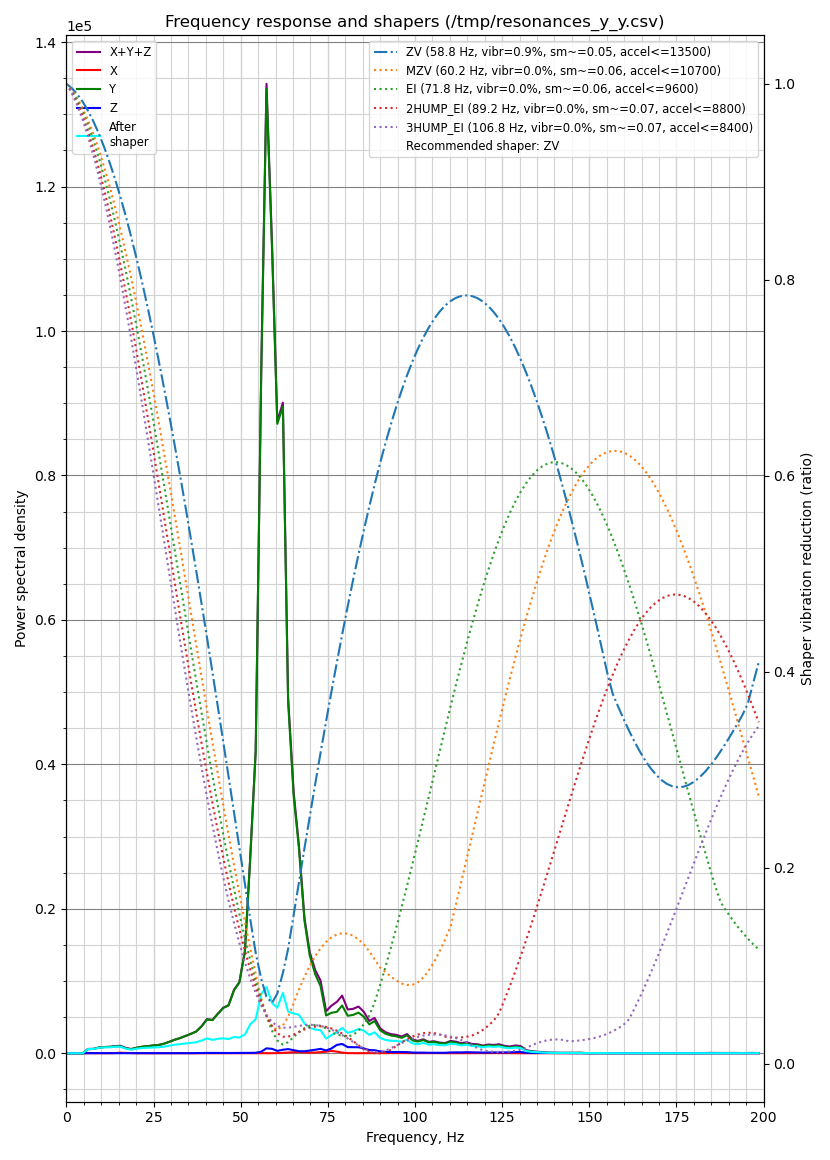 Frequency response and shapers (/tmp/resonances_y_y.csv)
1e5
X+Y+Z
X
Y
Z
After
shaper
ZV (58.8 Hz, vibr=0.9%, sm~=0.05, accel<=13500)
MZV (60.2 Hz, vibr=0.0%, sm~=0.06, accel<=10700)
EI (71.8 Hz, vibr=0.0%, sm~=0.06, accel<=9600)
2HUMP_EI (89.2 Hz, vibr=0.0%, sm~=0.07, accel<=8800)
3HUMP_EI (106.8 Hz, vibr=0.0%, sm~=0.07, accel<=8400)
Recommended shaper: ZV
1.4
1.2
1.0
0.8
0.6
0.4
0.2
0.0
Power spectral density
1.0
0.8
0.6
0.4
0.2
0.0
Shaper vibration reduction (ratio)
0 25 50 75 100 125 150 175 200
Frequency, Hz